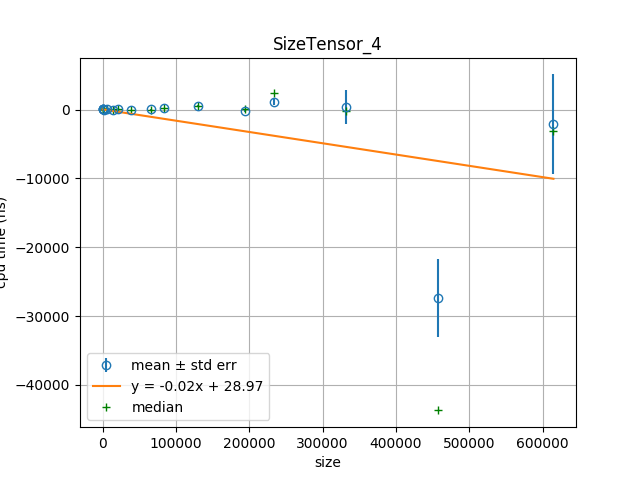 SizeTensor_4
cpu time (ns)
0
−10000
−20000
−30000
−40000
mean ± std err
y = -0.02x + 28.97
median
0 100000 200000 300000 400000 500000 600000
size